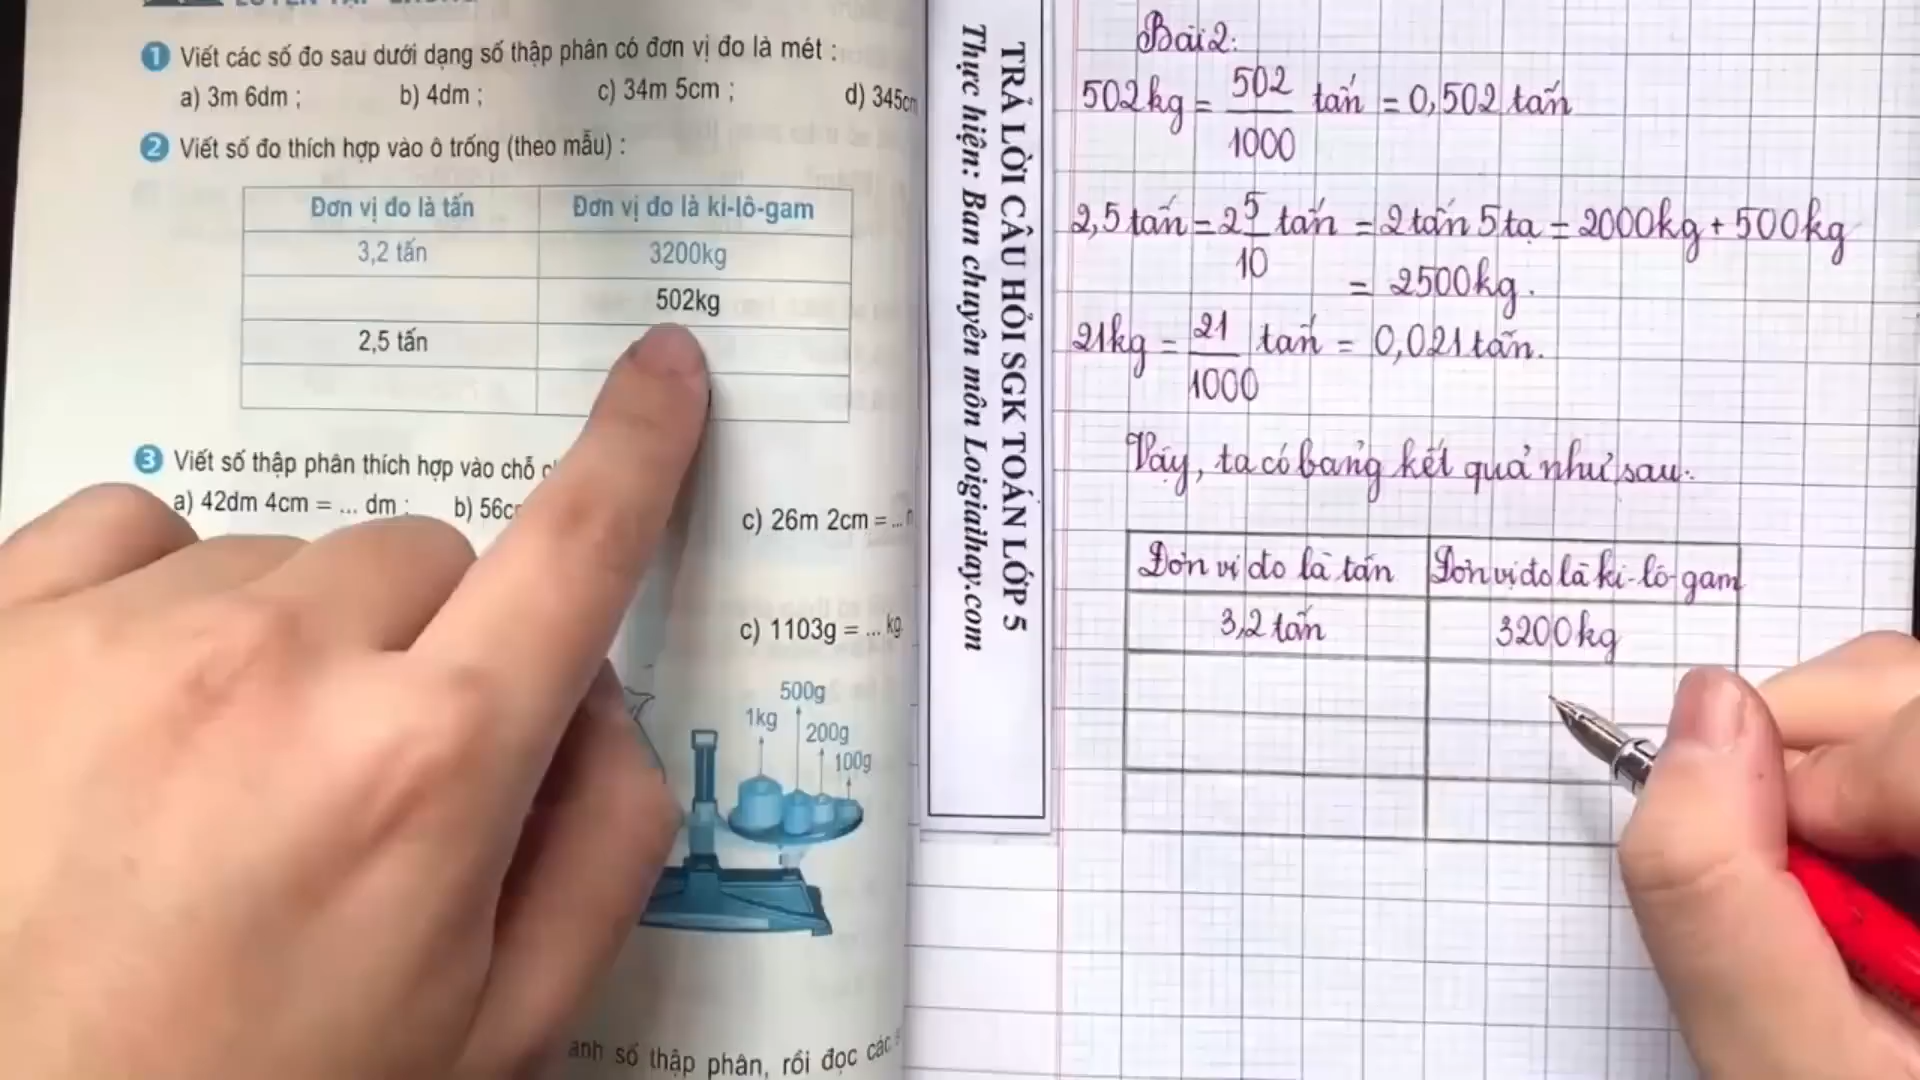 1 Viết các số đo sau dưới dạng số thập phân có đơn vị đo là mét :
a) 3m 6dm ; b) 4dm ; c) 34m 5cm ; d) 345cm
2 Viết số đo thích hợp vào ô trống (theo mẫu) :
Đơn vị đo là tấn Đơn vị đo là ki-lô-gam
3,2 tấn 3200kg
502kg
2,5 tấn
3 Viết số thập phân thích hợp vào chỗ
a) 42dm 4cm = ... dm ; b) 56c
c) 26m 2cm = ...
c) 1103g = ... kg
500g
1kg
200g
100g
anh số thập phân, rồi đọc các
TRẢ LỜI CÂU HỎI SGK TOÁN LỚP 5
Thực hiện: Ban chuyên môn Loigiaihay.com
Bài 2:
502kg = 502/1000 tấn = 0,502 tấn
2,5 tấn = 2 5/10 tấn = 2 tấn 5 tạ = 2000kg + 500kg
= 2500kg.
21kg = 21/1000 tấn = 0,021 tấn.
Vậy, ta có bảng kết quả như sau:
Đơn vị đo là tấn Đơn vị đo là ki-lô-gam
3,2 tấn 3200kg